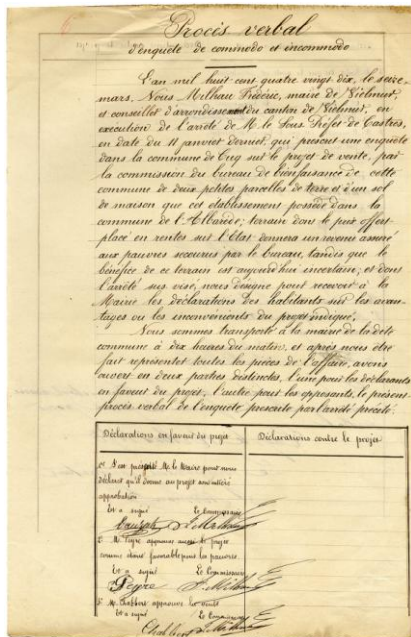 Procès verbal
d'enquête de commodo et incommodo
L'an mil huit cent quatre vingt dix, le seize
mars, Nous Milhau Frédéric, maire de Vielmur,
et conseiller d'arrondissement du canton de Vielmur, en
exécution de l'arrêté de M. le Sous Préfet de Castres,
en date du 11 janvier dernier, qui prescrit une enquête
dans la commune de Cuq sur le projet de vente, par
la commission du bureau de bienfaisance de cette
commune de deux petites parcelles de terre et d'un sol
de maison que cet établissement possède dans la
commune de l'Albarède; terrain dont le prix offert
placé en rentes sur l'Etat donnera un revenu assuré
aux pauvres secourus par le bureau, tandis que le
bénéfice de ce terrain est aujourd'hui incertain; et dont
l'arrêté sus visé, nous désigne pour recevoir à la
Mairie les déclarations des habitants sur les avan-
tages ou les inconvénients du projet indiqué,
Nous sommes transporté à la mairie de la dite
commune à dix heures du matin, et après nous être
fait représenter toutes les pièces de l'affaire, avons
ouvert en deux parties distinctes, l'une pour les déclarants
en faveur du projet, l'autre pour les opposants, le présent
procès verbal de l'enquête prescrite par l'arrêté précité.
Déclarations en faveur du projet
1° S'est présenté M. le Maire pour nous
déclarer qu'il donne au projet son entière
approbation
Et a signé Le Commissaire
F. Milhau
2° M. Peyre approuve aussi le projet
comme étant favorable pour les pauvres.
Et a signé Le Commissaire
Peyre F. Milhau
3° M. Chabbert approuve la vente
Et a signé Le Commissaire
Chabbert F. Milhau
Déclarations contre le projet